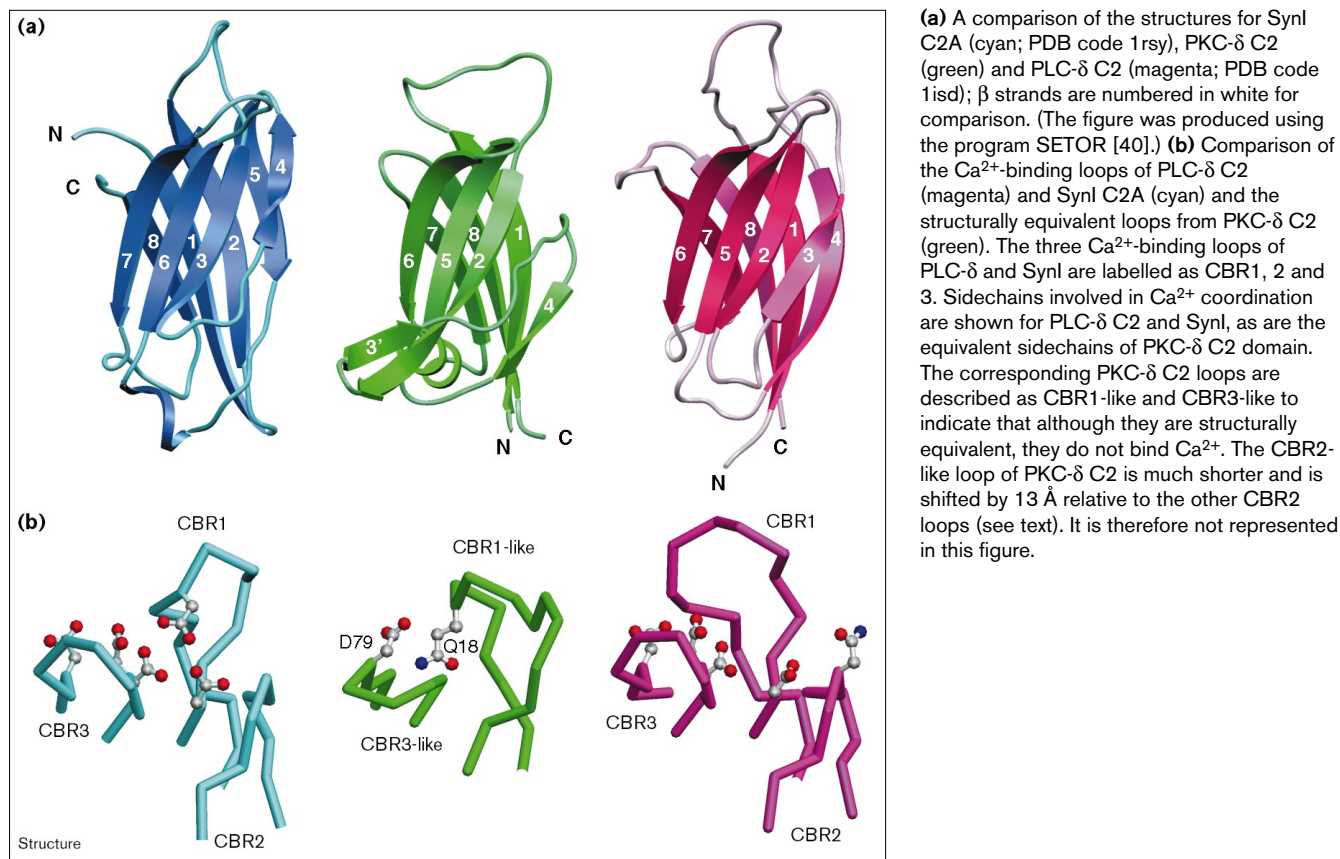 (a)
N
C
5
4
8
1
2
7
6
3
7
8
1
6
5
2
4
3'
N
C
8
1
4
7
6
5
2
3
C
N
(b)
CBR1
CBR3
CBR2
CBR1-like
D79
Q18
CBR3-like
CBR1
CBR3
CBR2
Structure
(a) A comparison of the structures for SynI
C2A (cyan; PDB code 1rsy), PKC-δ C2
(green) and PLC-δ C2 (magenta; PDB code
1isd); β strands are numbered in white for
comparison. (The figure was produced using
the program SETOR [40].) (b) Comparison of
the Ca²⁺-binding loops of PLC-δ C2
(magenta) and SynI C2A (cyan) and the
structurally equivalent loops from PKC-δ C2
(green). The three Ca²⁺-binding loops of
PLC-δ and SynI are labelled as CBR1, 2 and
3. Sidechains involved in Ca²⁺ coordination
are shown for PLC-δ C2 and SynI, as are the
equivalent sidechains of PKC-δ C2 domain.
The corresponding PKC-δ C2 loops are
described as CBR1-like and CBR3-like to
indicate that although they are structurally
equivalent, they do not bind Ca²⁺. The CBR2-
like loop of PKC-δ C2 is much shorter and is
shifted by 13 Å relative to the other CBR2
loops (see text). It is therefore not represented
in this figure.